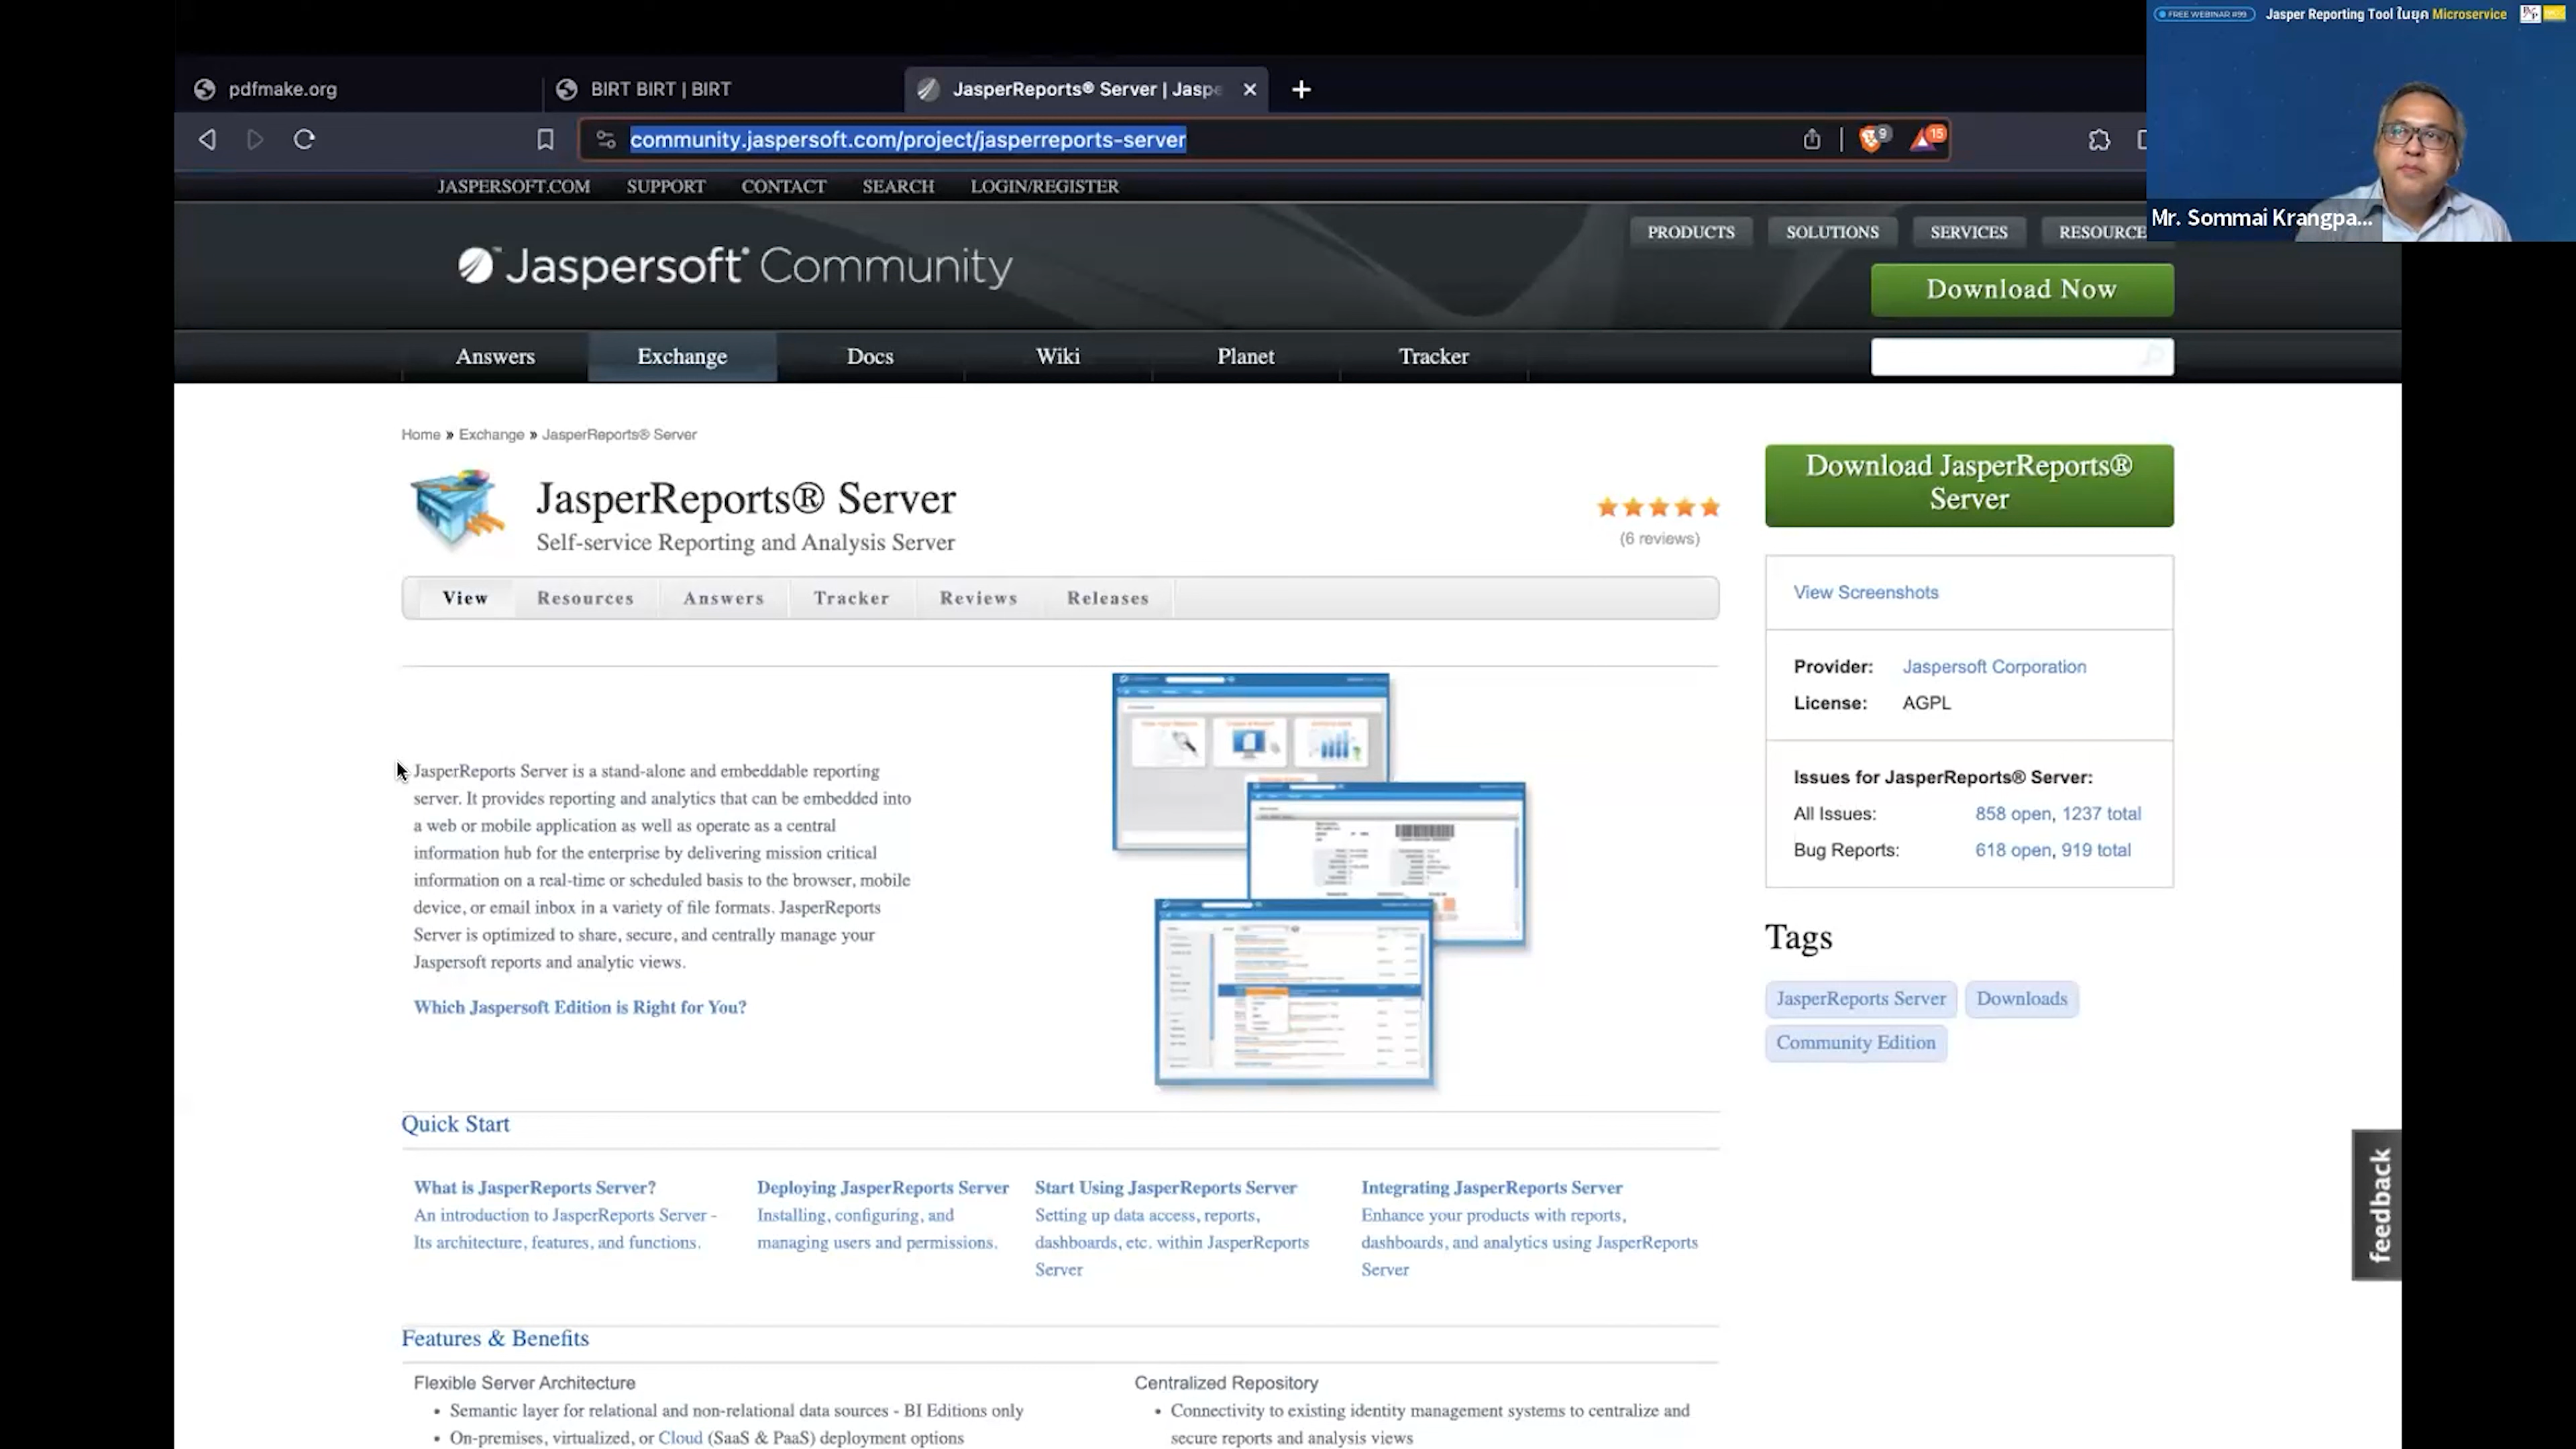 FREE WEBINAR #99
Jasper Reporting Tool ในยุค Microservice
pdfmake.org
BIRT BIRT | BIRT
JasperReports® Server | Jaspe
community.jaspersoft.com/project/jasperreports-server
9
15
Mr. Sommai Krangpa...
JASPERSOFT.COM SUPPORT CONTACT SEARCH LOGIN/REGISTER
PRODUCTS SOLUTIONS SERVICES RESOURCE
Jaspersoft® Community
Download Now
Answers Exchange Docs Wiki Planet Tracker
Home » Exchange » JasperReports® Server
JasperReports® Server
Self-service Reporting and Analysis Server
(6 reviews)
View Resources Answers Tracker Reviews Releases
JasperReports Server is a stand-alone and embeddable reporting
server. It provides reporting and analytics that can be embedded into
a web or mobile application as well as operate as a central
information hub for the enterprise by delivering mission critical
information on a real-time or scheduled basis to the browser, mobile
device, or email inbox in a variety of file formats. JasperReports
Server is optimized to share, secure, and centrally manage your
Jaspersoft reports and analytic views.
Which Jaspersoft Edition is Right for You?
Download JasperReports®
Server
View Screenshots
Provider: Jaspersoft Corporation
License: AGPL
Issues for JasperReports® Server:
All Issues: 858 open, 1237 total
Bug Reports: 618 open, 919 total
Tags
JasperReports Server Downloads
Community Edition
feedback
Quick Start
What is JasperReports Server?
An introduction to JasperReports Server -
Its architecture, features, and functions.
Deploying JasperReports Server
Installing, configuring, and
managing users and permissions.
Start Using JasperReports Server
Setting up data access, reports,
dashboards, etc. within JasperReports
Server
Integrating JasperReports Server
Enhance your products with reports,
dashboards, and analytics using JasperReports
Server
Features & Benefits
Flexible Server Architecture
• Semantic layer for relational and non-relational data sources - BI Editions only
• On-premises, virtualized, or Cloud (SaaS & PaaS) deployment options
Centralized Repository
• Connectivity to existing identity management systems to centralize and
secure reports and analysis views